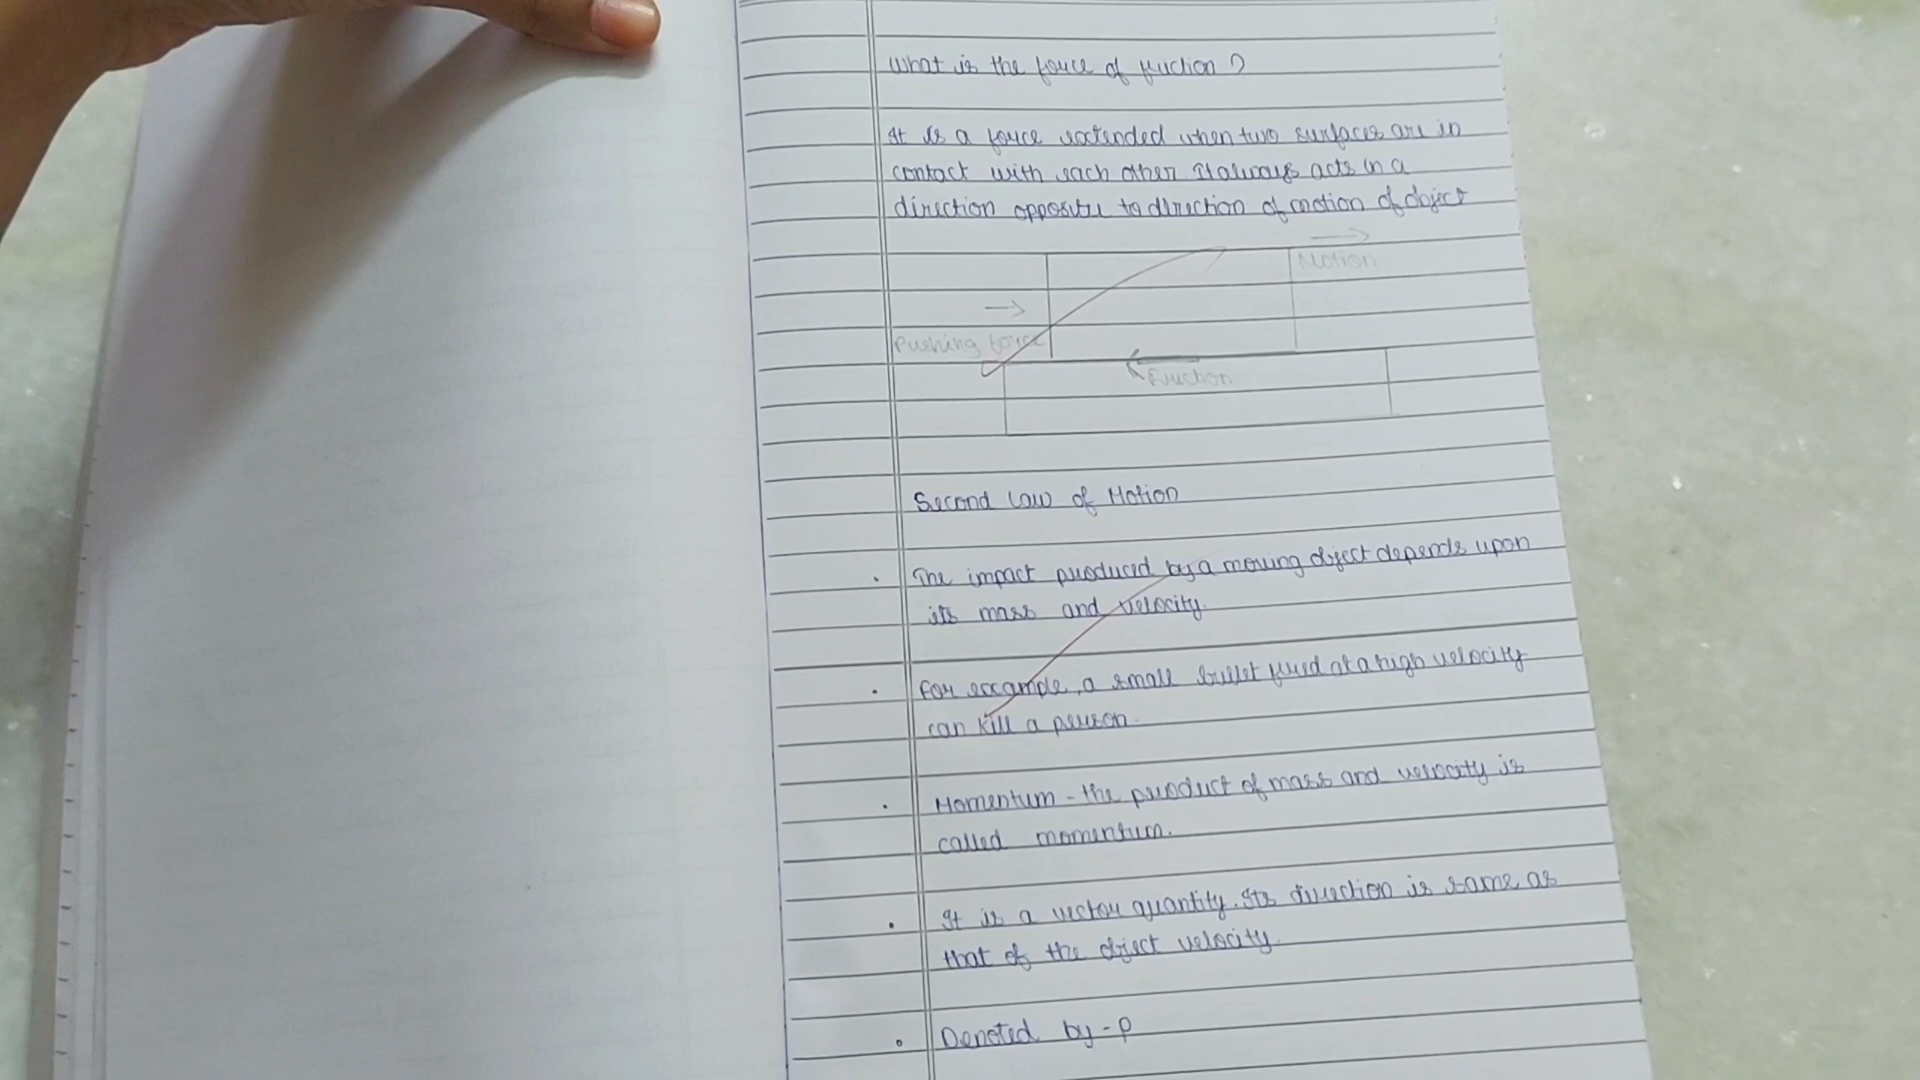 What is the force of friction ?
It is a force exctended when two surfaces are in
contact with each other It always acts in a
direction opposite to direction of motion of object
Motion
Pushing force
Friction
Second law of Motion
The impact produced by a moving object depends upon
its mass and velocity.
For excample, a small bullet fired at a high velocity
can kill a person.
Momentum - the product of mass and velocity is
called momentum.
It is a vector quantity. Its direction is same as
that of the object velocity.
Denoted by - P